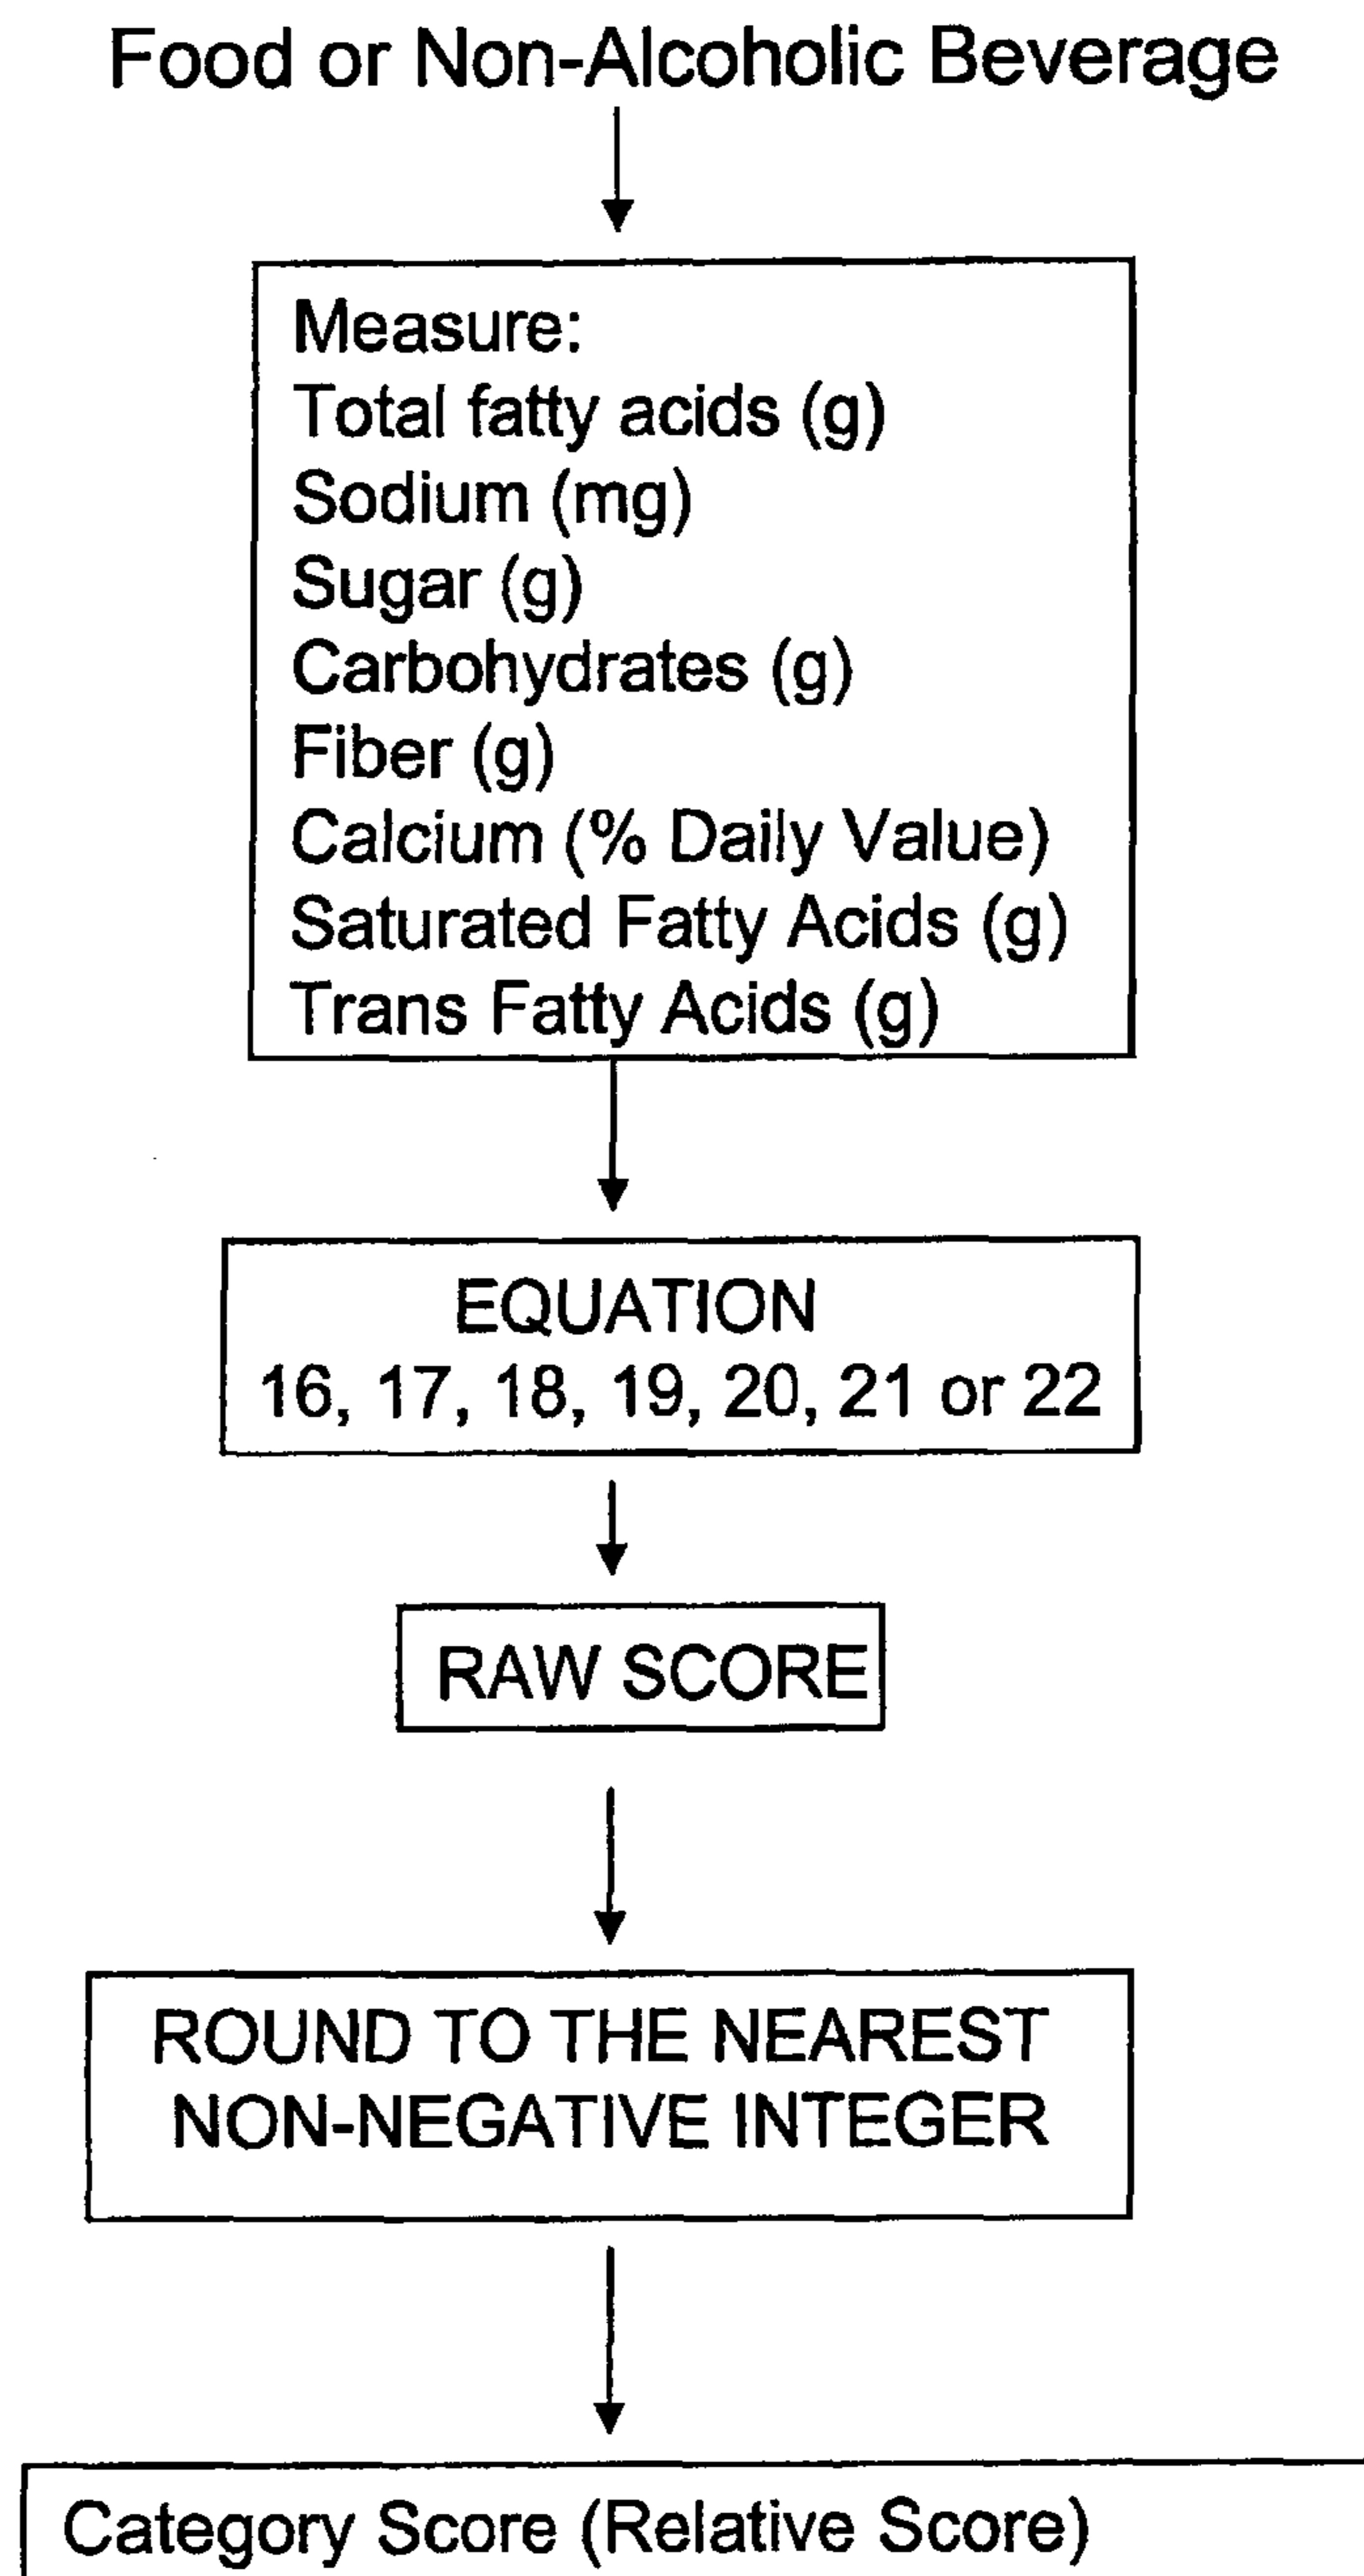 Food or Non-Alcoholic Beverage
Measure:
Total fatty acids (g)
Sodium (mg)
Sugar (g)
Carbohydrates (g)
Fiber (g)
Calcium (% Daily Value)
Saturated Fatty Acids (g)
Trans Fatty Acids (g)
EQUATION
16, 17, 18, 19, 20, 21 or 22
RAW SCORE
ROUND TO THE NEAREST
NON-NEGATIVE INTEGER
Category Score (Relative Score)